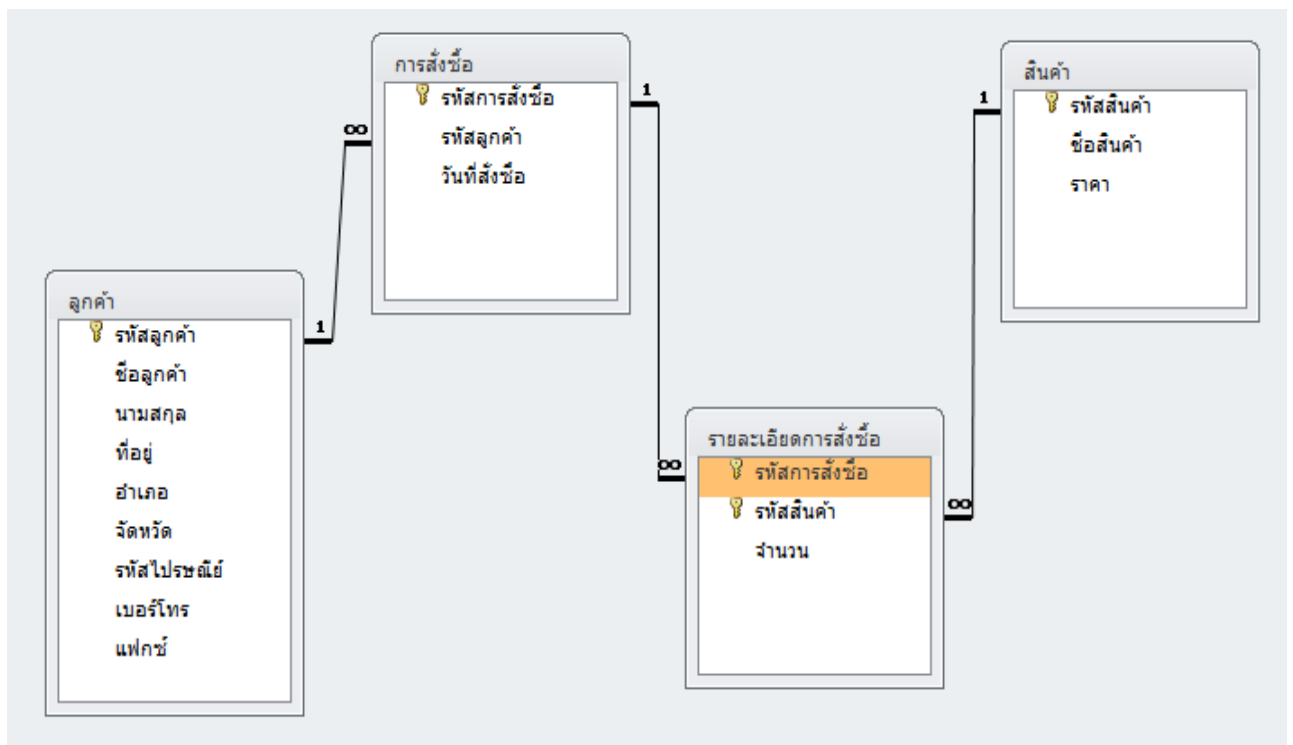 การสั่งซื้อ
รหัสการสั่งซื้อ
รหัสลูกค้า
วันที่สั่งซื้อ
1
∞
สินค้า
รหัสสินค้า
ชื่อสินค้า
ราคา
1
ลูกค้า
รหัสลูกค้า
ชื่อลูกค้า
นามสกุล
ที่อยู่
อำเภอ
จัดหวัด
รหัสไปรษณีย์
เบอร์โทร
แฟกซ์
1
รายละเอียดการสั่งซื้อ
รหัสการสั่งซื้อ
รหัสสินค้า
จำนวน
∞
∞